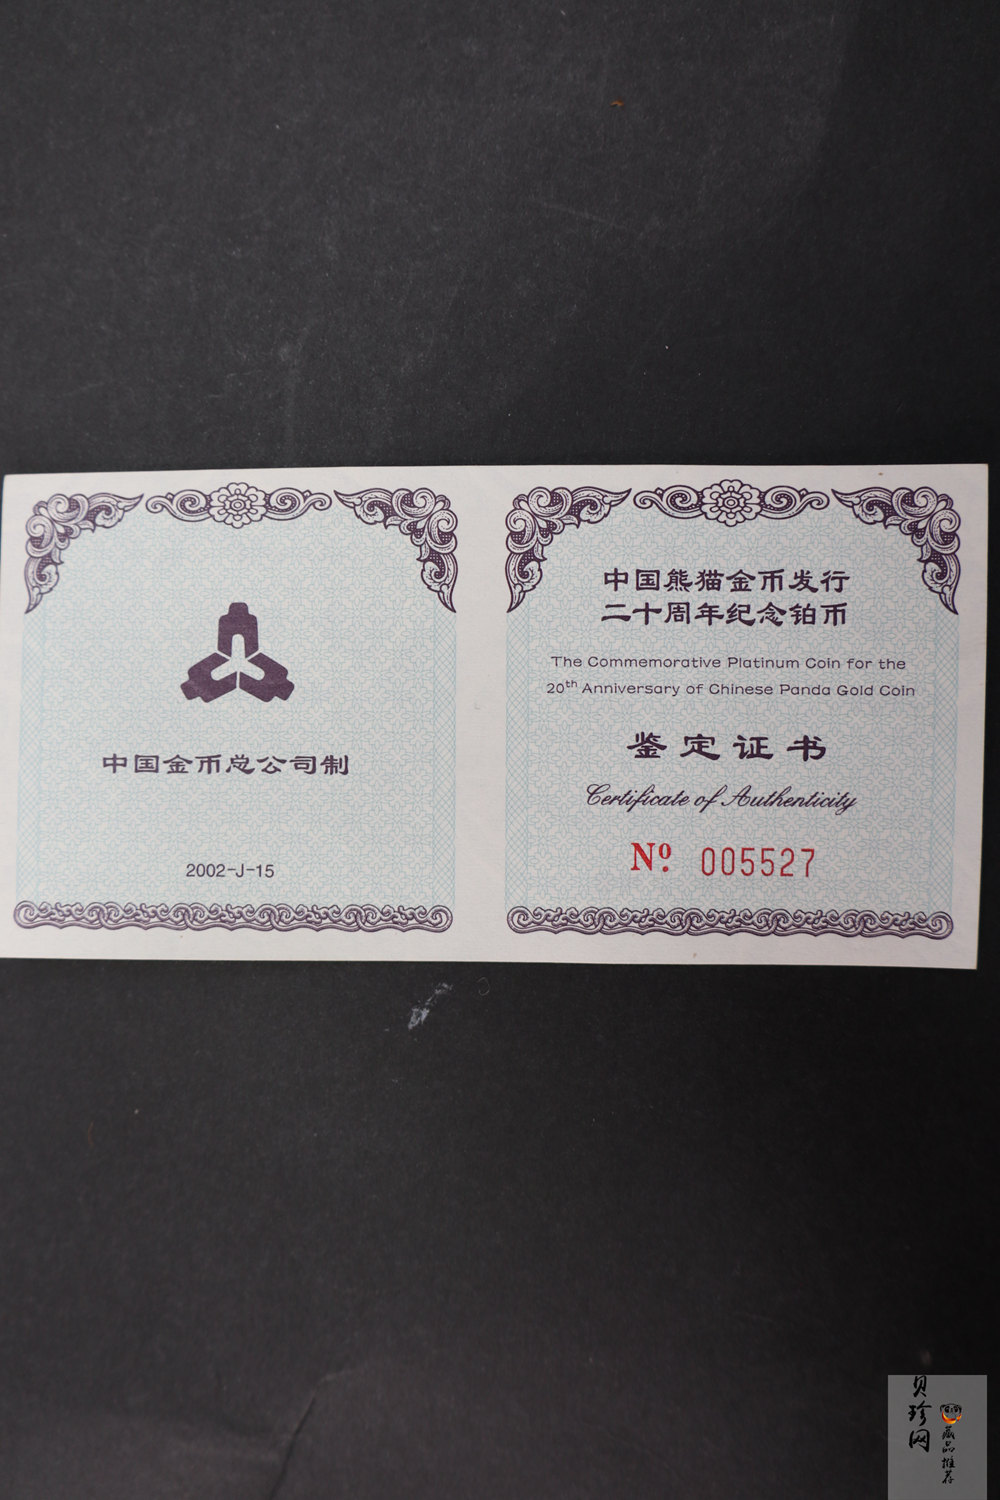 中国金币总公司制
2002-J-15
中国熊猫金币发行
二十周年纪念铂币
The Commemorative Platinum Coin for the
20th Anniversary of Chinese Panda Gold Coin
鉴定证书
Certificate of Authenticity
Nº 005527
贝珍网
藏品推荐